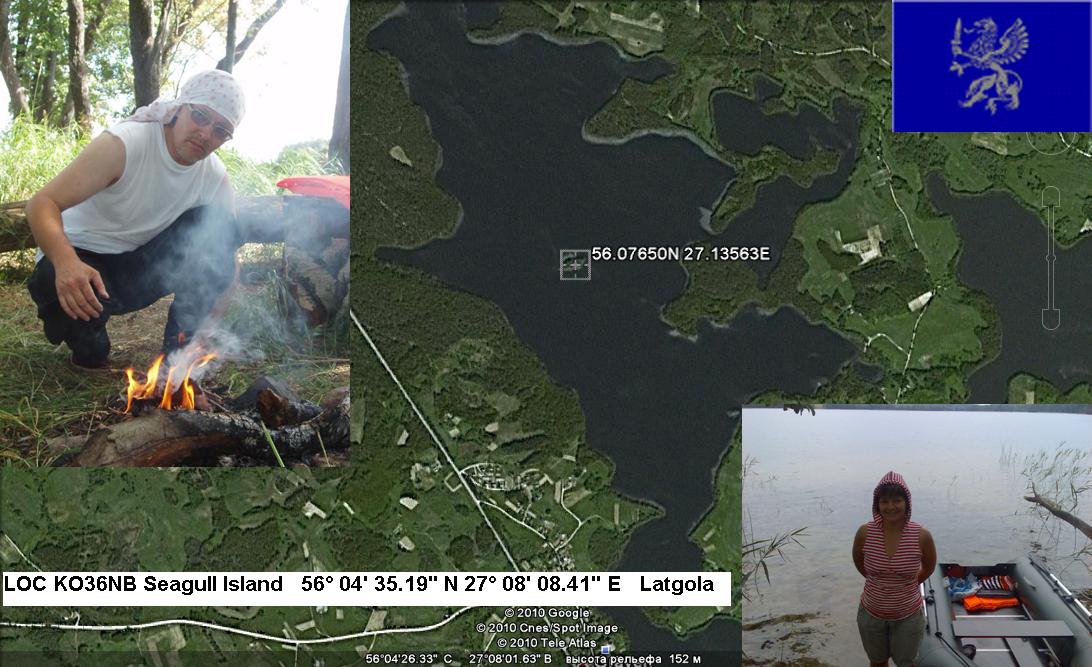 56.07650N 27.13563E
LOC KO36NB Seagull Island 56° 04' 35.19'' N 27° 08' 08.41'' E Latgola
© 2010 Google
© 2010 Cnes/Spot Image
© 2010 Tele Atlas
56°04'26.33" С 27°08'01.63" В высота рельефа 152 м